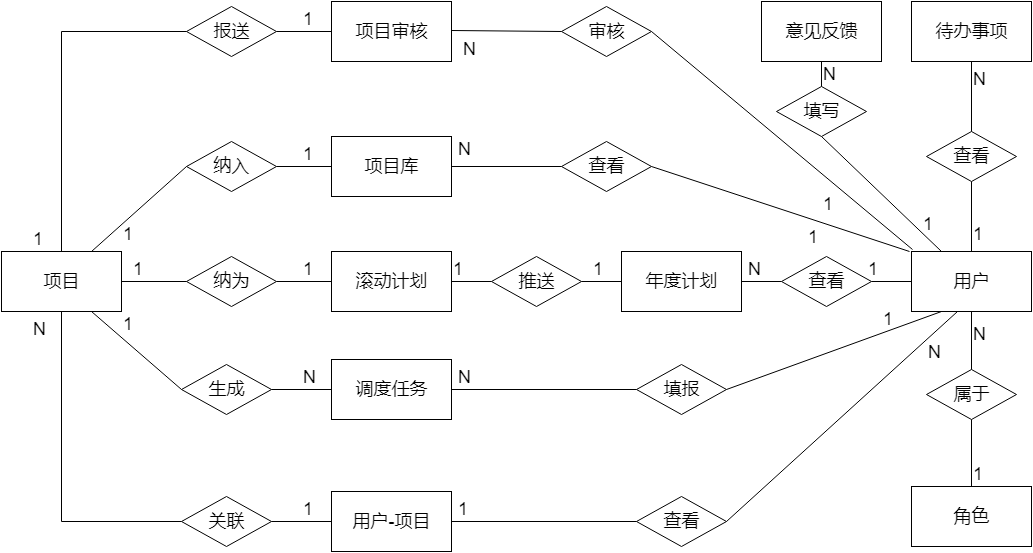 报送
1
项目审核
N
审核
意见反馈
N
填写
1
待办事项
N
查看
1
纳入
1
1
项目库
N
查看
1
1
1
项目
1
纳为
1
滚动计划
1
推送
1
年度计划
N
查看
1
1
用户
N
1
生成
N
调度任务
N
填报
1
N
N
属于
1
角色
关联
1
用户-项目
1
查看